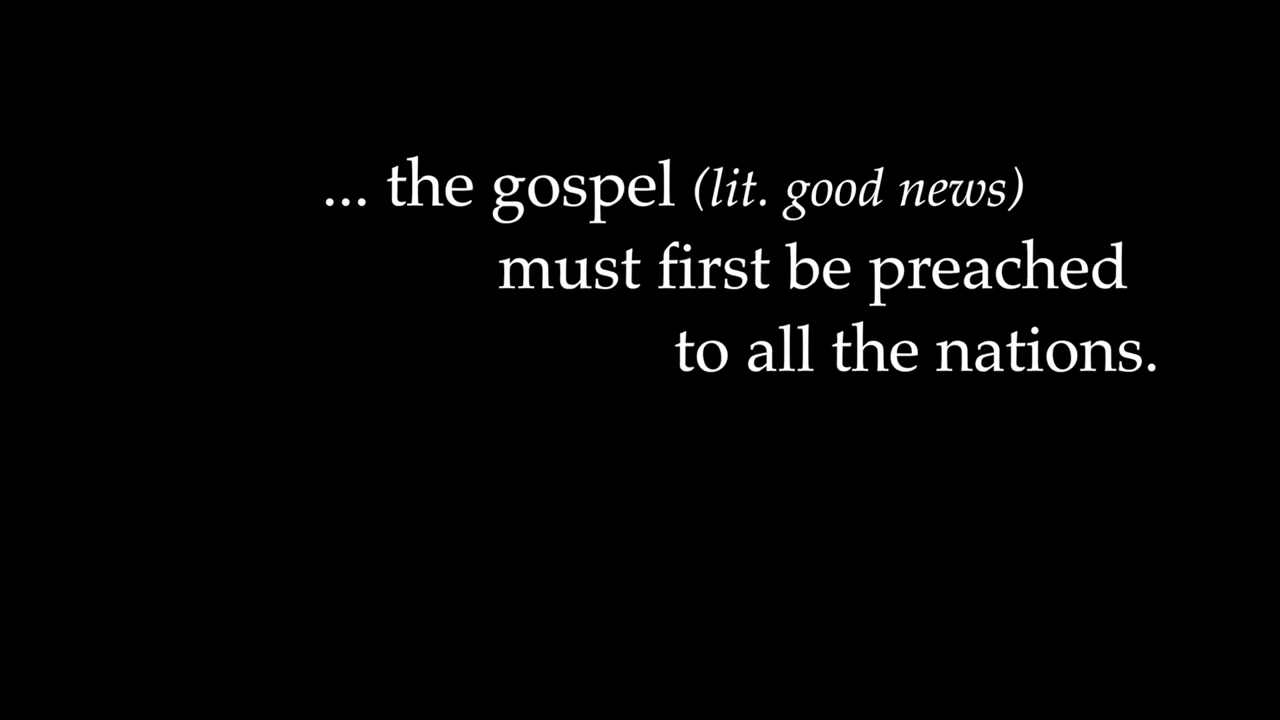 ... the gospel (lit. good news)
must first be preached
to all the nations.